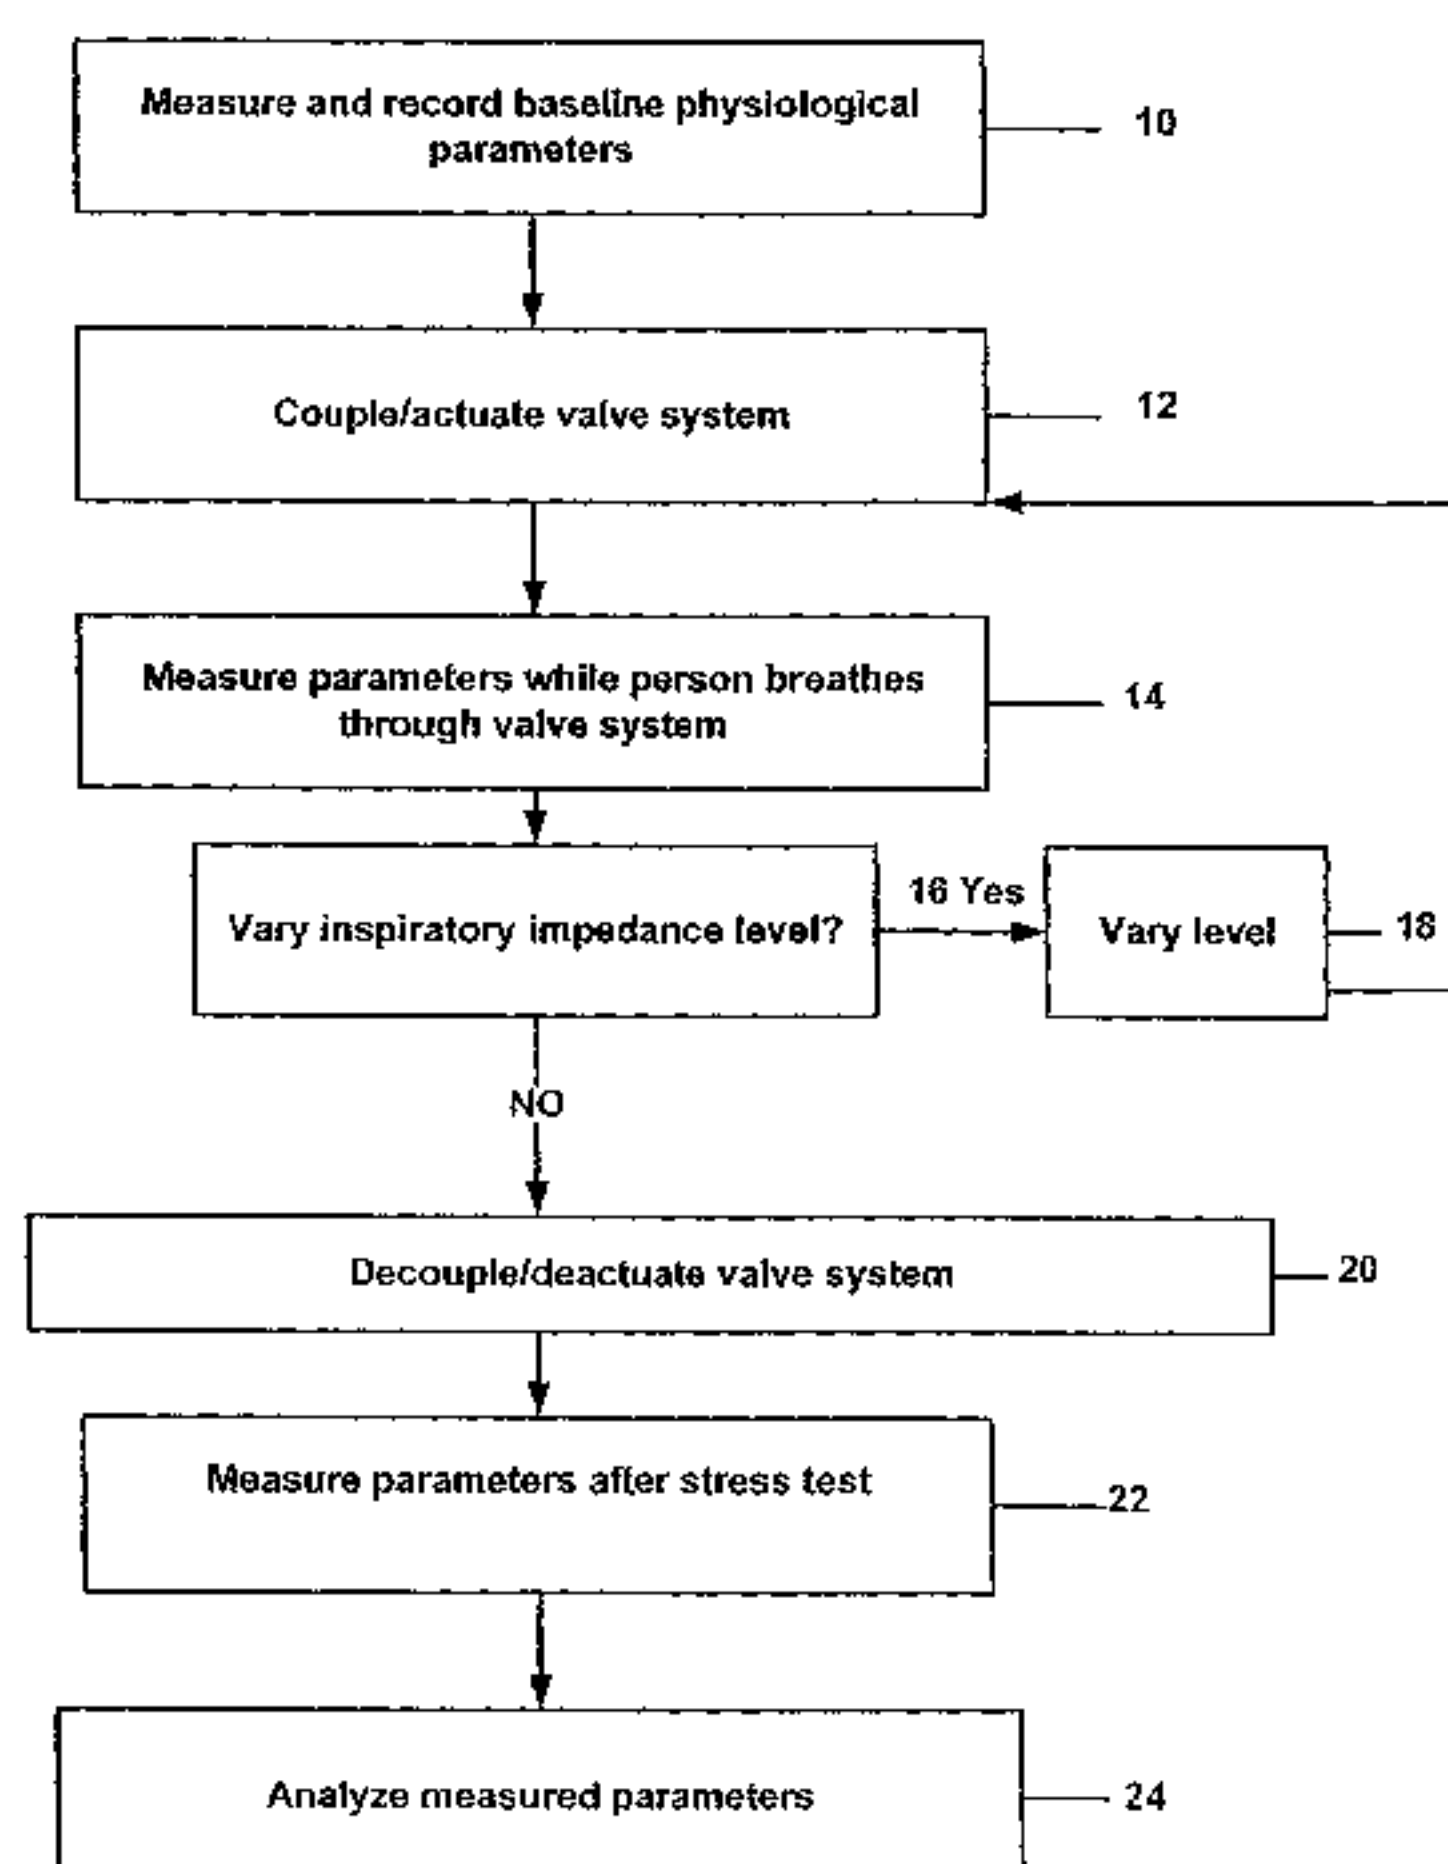 Measure and record baseline physiological
parameters
10
Couple/actuate valve system
12
Measure parameters while person breathes
through valve system
14
Vary inspiratory impedance level?
16 Yes
Vary level
18
NO
Decouple/deactuate valve system
20
Measure parameters after stress test
22
Analyze measured parameters
24